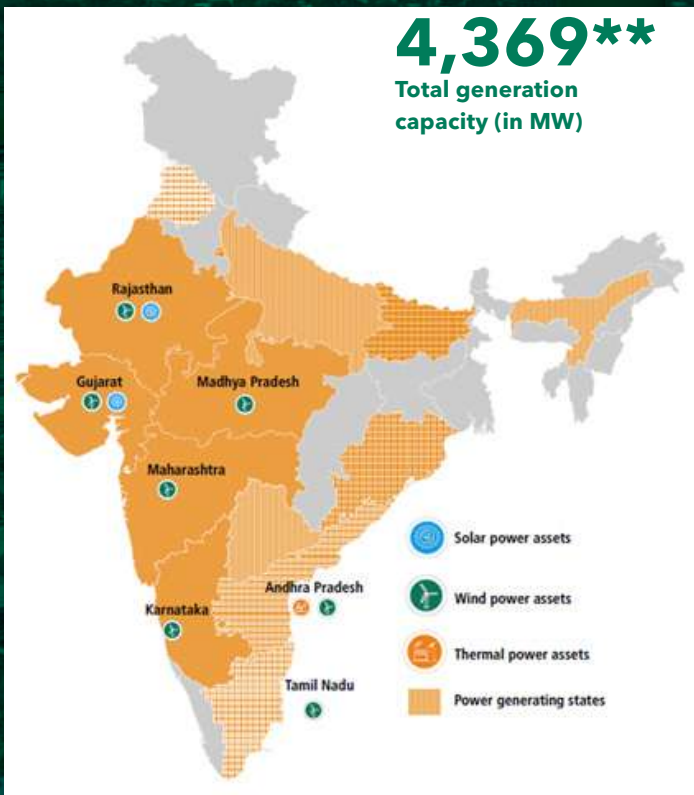 4,369**
Total generation
capacity (in MW)
Rajasthan
Gujarat
Madhya Pradesh
Maharashtra
Karnataka
Andhra Pradesh
Tamil Nadu
Solar power assets
Wind power assets
Thermal power assets
Power generating states